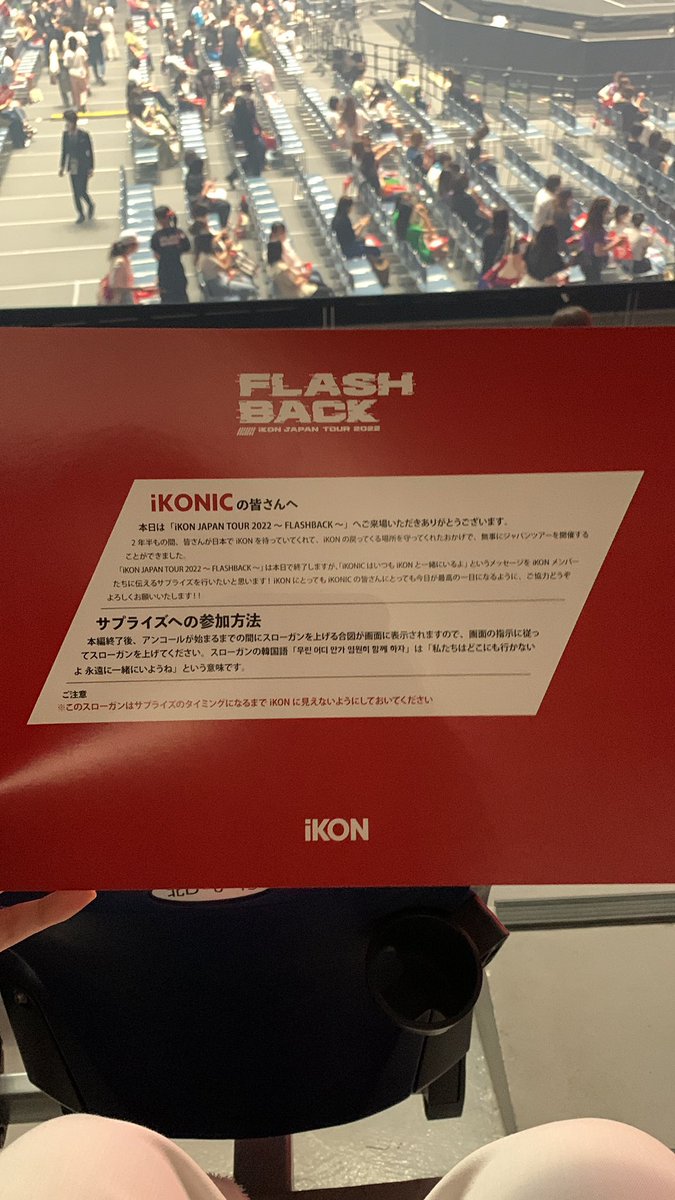 FLASH
BACK
iKON JAPAN TOUR 2022
iKONIC の皆さんへ
本日は「iKON JAPAN TOUR 2022 ～ FLASHBACK ～」へご来場いただきありがとうございます。
2 年半もの間、皆さんが日本で iKON を待っていてくれて、iKON の戻ってくる場所を守ってくれたおかげで、無事にジャパンツアーを開催する
ことができました。
「iKON JAPAN TOUR 2022 ～ FLASHBACK ～」は本日で終了しますが、「iKONIC はいつも iKON と一緒にいるよ」というメッセージを iKON メンバー
たちに伝えるサプライズを行いたいと思います！iKON にとっても iKONIC の皆さんにとっても今日が最高の一日になるように、ご協力どうぞ
よろしくお願いいたします！！
サプライズへの参加方法
本編終了後、アンコールが始まるまでの間にスローガンを上げる合図が画面に表示されますので、画面の指示に従っ
てスローガンを上げてください。スローガンの韓国語「우린 어디 안가 영원히 함께 하자」は「私たちはどこにも行かない
よ 永遠に一緒にいようね」という意味です。
ご注意
※このスローガンはサプライズのタイミングになるまで iKON に見えないようにしておいてください
iKON